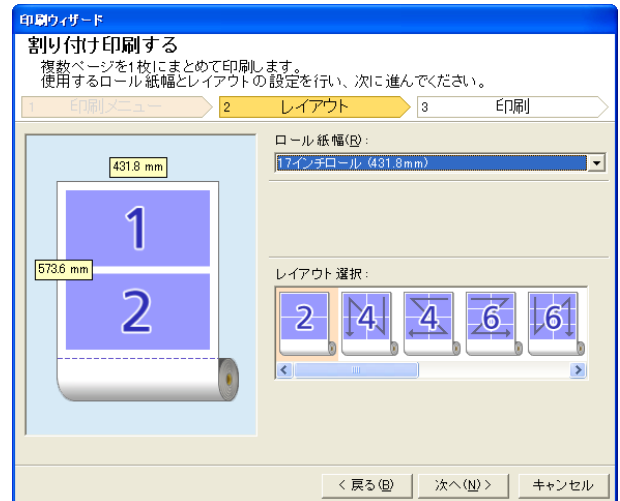 印刷ウィザード
割り付け印刷する
複数ページを1枚にまとめて印刷します。
使用するロール紙幅とレイアウトの設定を行い、次に進んでください。
1 印刷メニュー 2 レイアウト 3 印刷
ロール紙幅(R):
17インチロール (431.8mm)
431.8 mm
1
573.6 mm
2
レイアウト選択:
2 4 4 6 6
< 戻る(B) 次へ(N) > キャンセル